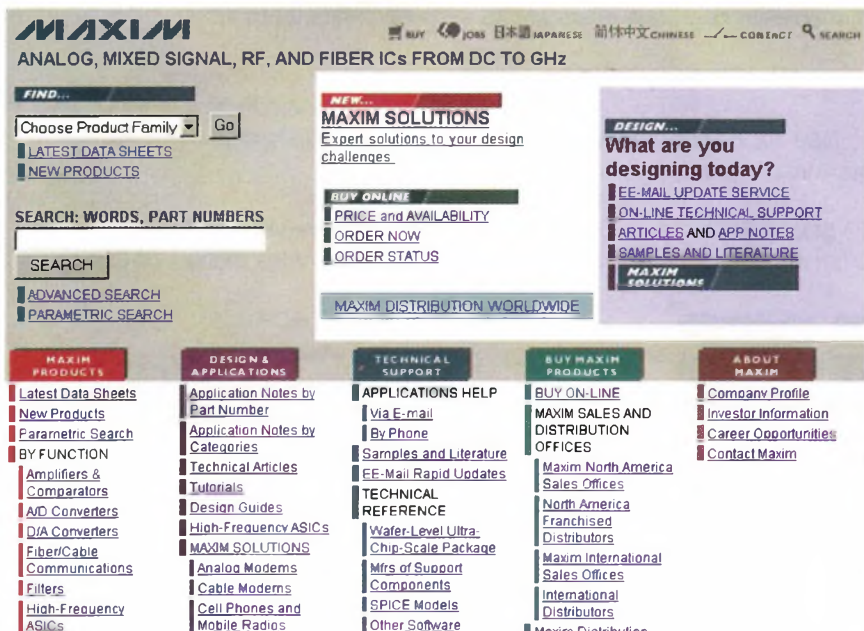 MAXIM
BUY JOBS 日本語 JAPANESE 简体中文 CHINESE CONTACT SEARCH
ANALOG, MIXED SIGNAL, RF, AND FIBER ICs FROM DC TO GHz
FIND...
Choose Product Family Go
LATEST DATA SHEETS
NEW PRODUCTS
SEARCH: WORDS, PART NUMBERS
SEARCH
ADVANCED SEARCH
PARAMETRIC SEARCH
NEW...
MAXIM SOLUTIONS
Expert solutions to your design
challenges
BUY ONLINE
PRICE and AVAILABILITY
ORDER NOW
ORDER STATUS
MAXIM DISTRIBUTION WORLDWIDE
DESIGN...
What are you
designing today?
EE-MAIL UPDATE SERVICE
ON-LINE TECHNICAL SUPPORT
ARTICLES AND APP NOTES
SAMPLES AND LITERATURE
MAXIM
SOLUTIONS
MAXIM
PRODUCTS
Latest Data Sheets
New Products
Parametric Search
BY FUNCTION
Amplifiers &
Comparators
A/D Converters
D/A Converters
Fiber/Cable
Communications
Filters
High-Frequency
ASICs
DESIGN &
APPLICATIONS
Application Notes by
Part Number
Application Notes by
Categories
Technical Articles
Tutorials
Design Guides
High-Frequency ASICs
MAXIM SOLUTIONS
Analog Modems
Cable Modems
Cell Phones and
Mobile Radios
TECHNICAL
SUPPORT
APPLICATIONS HELP
Via E-mail
By Phone
Samples and Literature
EE-Mail Rapid Updates
TECHNICAL
REFERENCE
Wafer-Level Ultra-
Chip-Scale Package
Mfrs of Support
Components
SPICE Models
Other Software
BUY MAXIM
PRODUCTS
BUY ON-LINE
MAXIM SALES AND
DISTRIBUTION
OFFICES
Maxim North America
Sales Offices
North America
Franchised
Distributors
Maxim International
Sales Offices
International
Distributors
Maxim Distribution
ABOUT
MAXIM
Company Profile
Investor Information
Career Opportunities
Contact Maxim